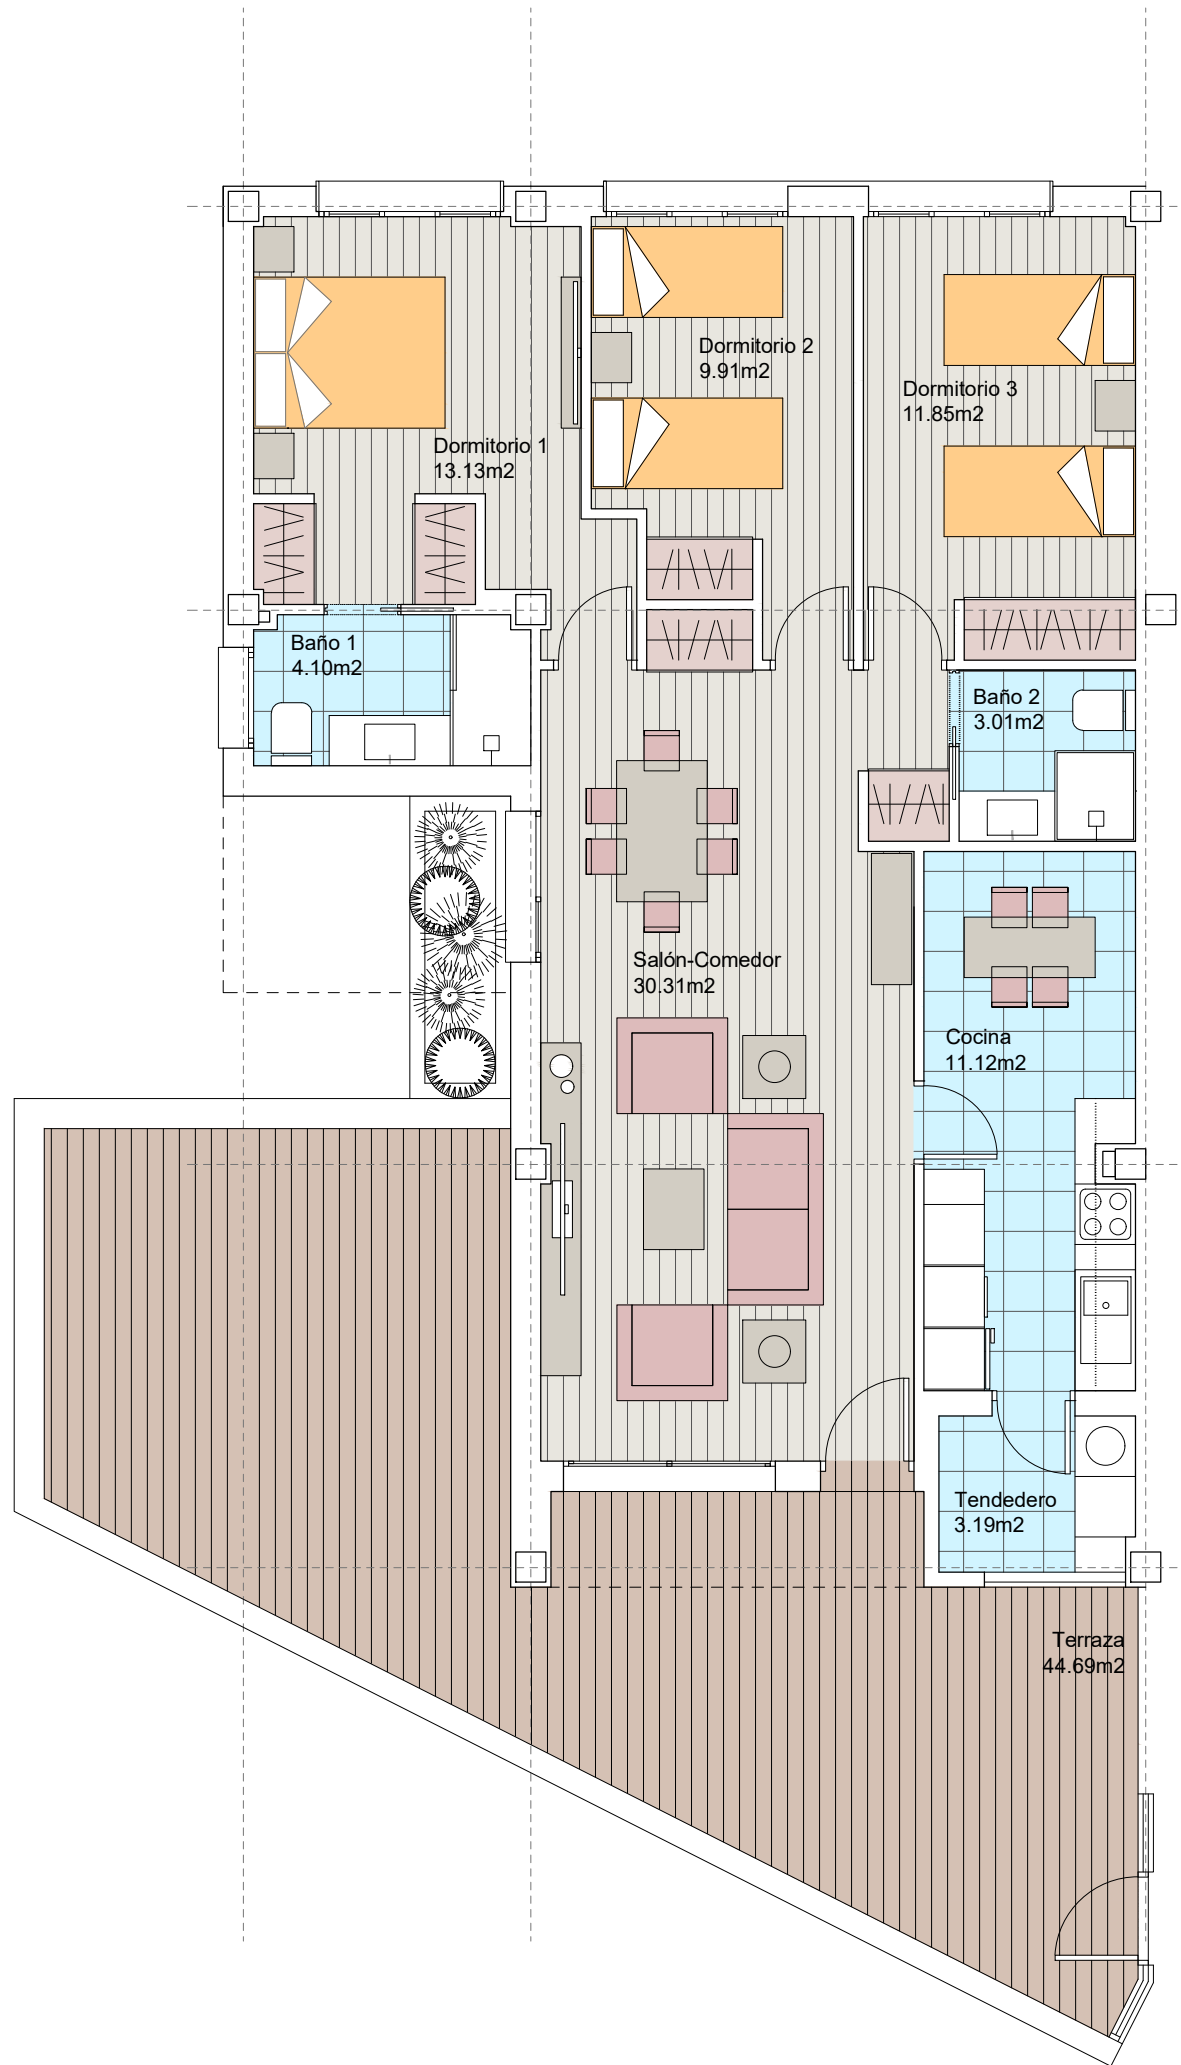 Dormitorio 2
9.91m2
Dormitorio 3
11.85m2
Dormitorio 1
13.13m2
Baño 1
4.10m2
Baño 2
3.01m2
Salón-Comedor
30.31m2
Cocina
11.12m2
Tendedero
3.19m2
Terraza
44.69m2